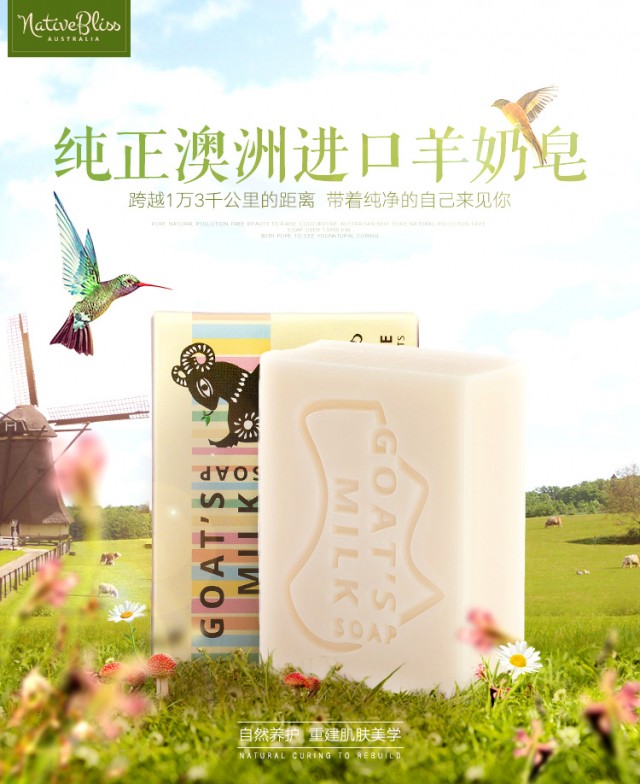 NativeBliss
AUSTRALIA
纯正澳洲进口羊奶皂
跨越1万3千公里的距离 带着纯净的自己来见你
GOAT'S
MILK
SOAP
GOAT'S
MILK
SOAP
自然养护 重建肌肤美学
NATURAL CURING TO REBUILD